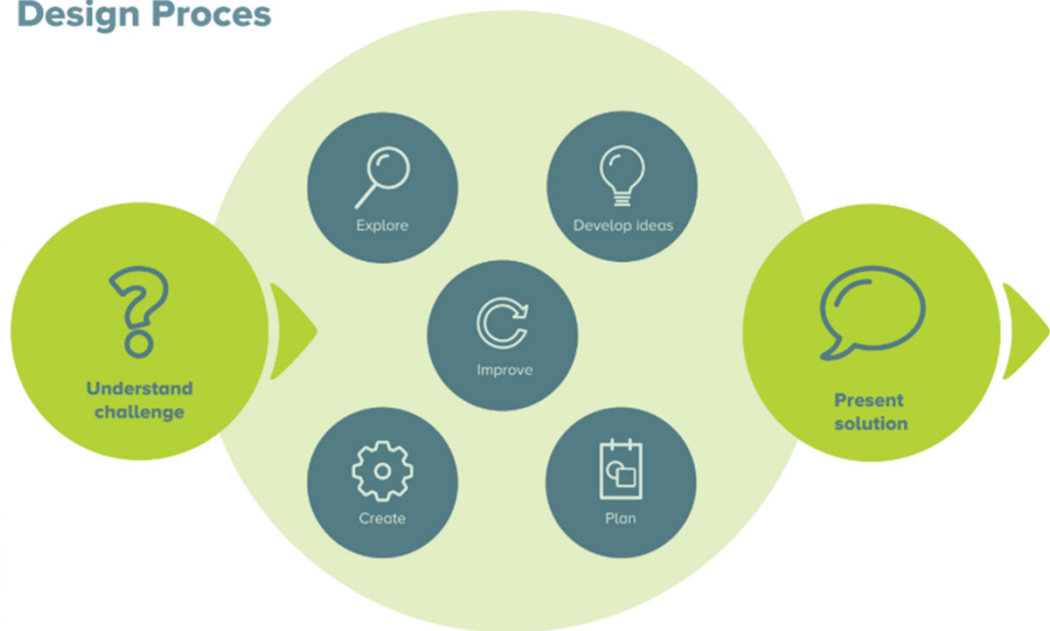 Design Proces
Explore
Develop ideas
Understand
challenge
Improve
Present
solution
Create
Plan